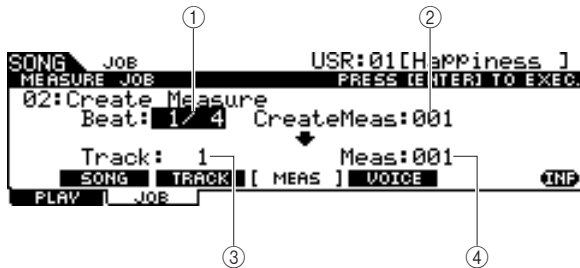 ① ②
SONG JOB USR:01[Happiness ]
MEASURE JOB PRESS [ENTER] TO EXEC.
02:Create Measure
Beat: 1/ 4 CreateMeas:001
Track: 1 Meas:001
SONG TRACK [ MEAS ] VOICE INF
PLAY JOB
③ ④